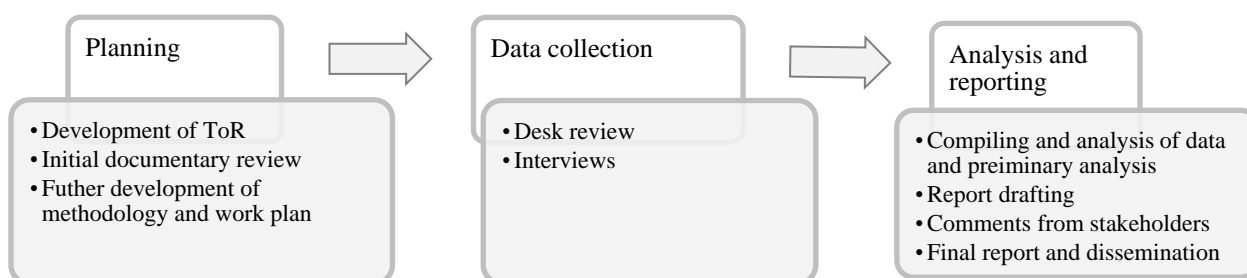 Planning
• Development of ToR
• Initial documentary review
• Futher development of
methodology and work plan
Data collection
• Desk review
• Interviews
Analysis and
reporting
• Compiling and analysis of data
and preiminary analysis
• Report drafting
• Comments from stakeholders
• Final report and dissemination